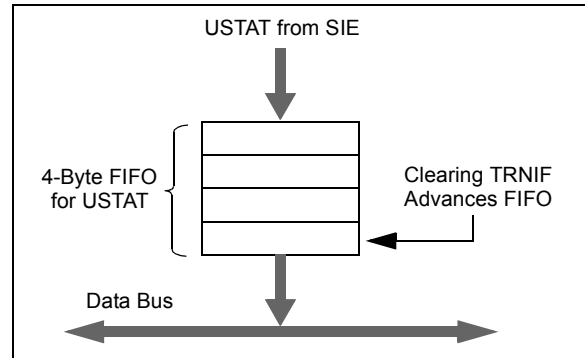 USTAT from SIE
4-Byte FIFO
for USTAT
Clearing TRNIF
Advances FIFO
Data Bus